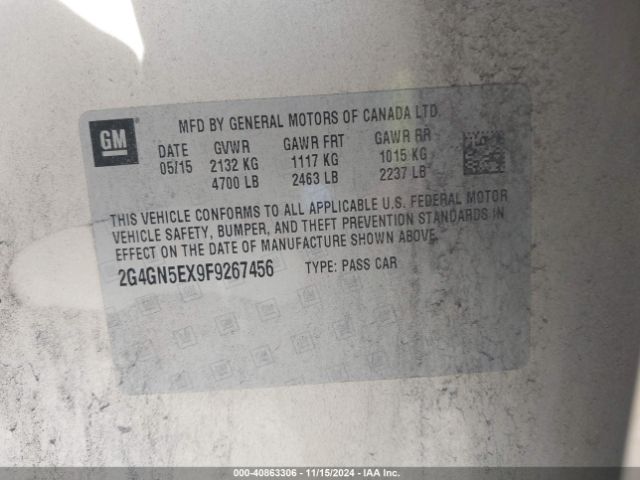 GM
MFD BY GENERAL MOTORS OF CANADA LTD.
DATE GVWR GAWR FRT GAWR RR
05/15 2132 KG 1117 KG 1015 KG
4700 LB 2463 LB 2237 LB
THIS VEHICLE CONFORMS TO ALL APPLICABLE U.S. FEDERAL MOTOR
VEHICLE SAFETY, BUMPER, AND THEFT PREVENTION STANDARDS IN
EFFECT ON THE DATE OF MANUFACTURE SHOWN ABOVE.
2G4GN5EX9F9267456 TYPE: PASS CAR
000-40863306 - 11/15/2024 - IAA Inc.